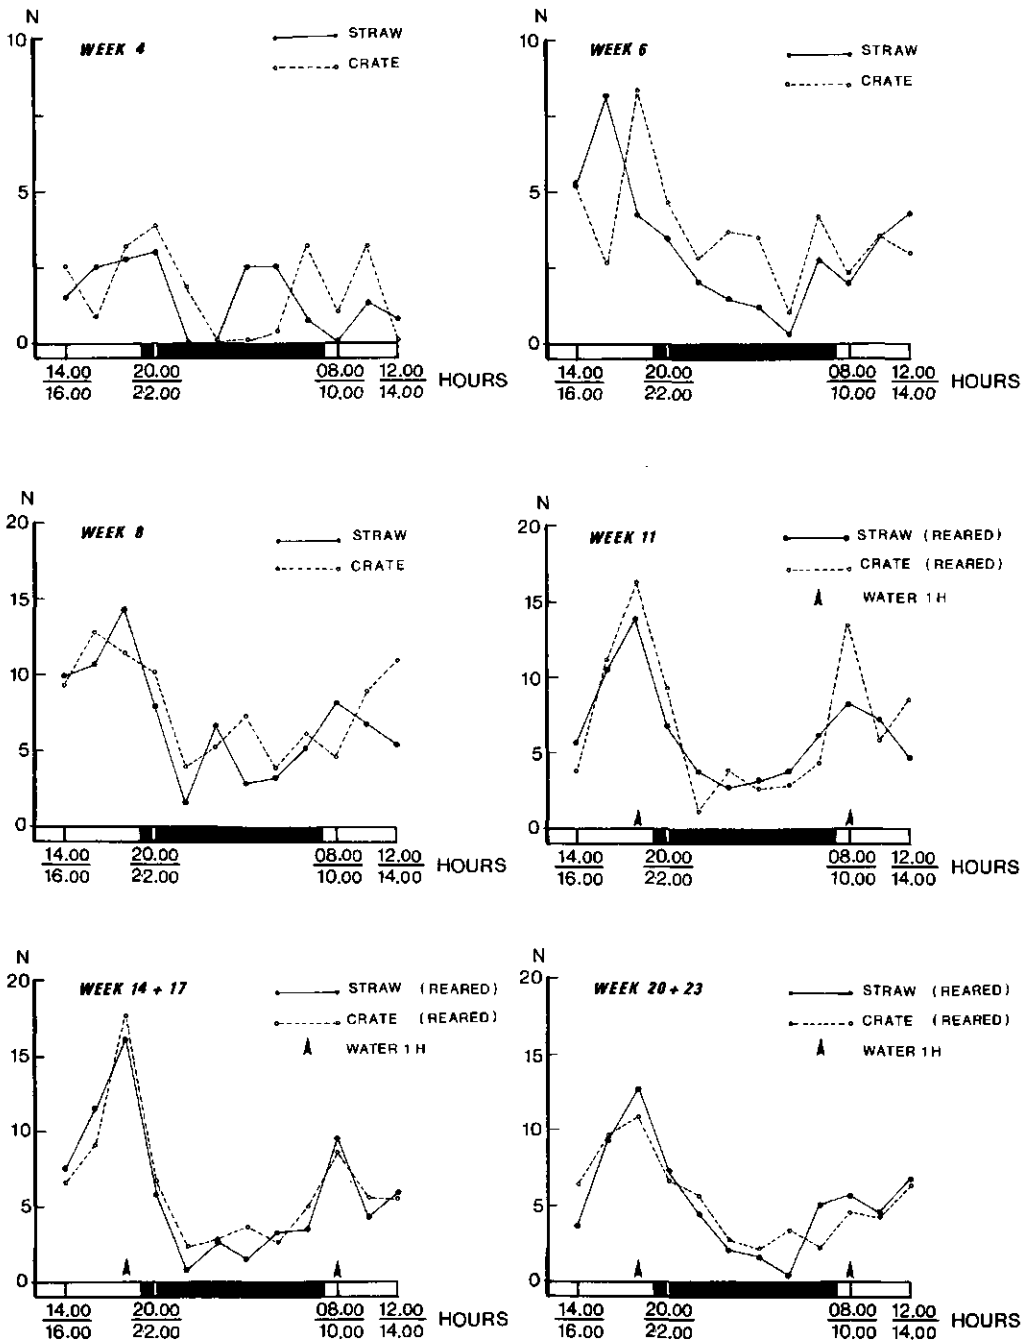 N
10
WEEK 4
STRAW
CRATE
5
0
14.00 20.00 08.00 12.00
16.00 22.00 10.00 14.00 HOURS
N
10
WEEK 6
STRAW
CRATE
5
0
14.00 20.00 08.00 12.00
16.00 22.00 10.00 14.00 HOURS
N
20
WEEK 8
STRAW
CRATE
15
10
5
0
14.00 20.00 08.00 12.00
16.00 22.00 10.00 14.00 HOURS
N
20
WEEK 11
STRAW (REARED)
CRATE (REARED)
WATER 1H
15
10
5
0
14.00 20.00 08.00 12.00
16.00 22.00 10.00 14.00 HOURS
N
20
WEEK 14 + 17
STRAW (REARED)
CRATE (REARED)
WATER 1H
15
10
5
0
14.00 20.00 08.00 12.00
16.00 22.00 10.00 14.00 HOURS
N
20
WEEK 20 + 23
STRAW (REARED)
CRATE (REARED)
WATER 1H
15
10
5
0
14.00 20.00 08.00 12.00
16.00 22.00 10.00 14.00 HOURS